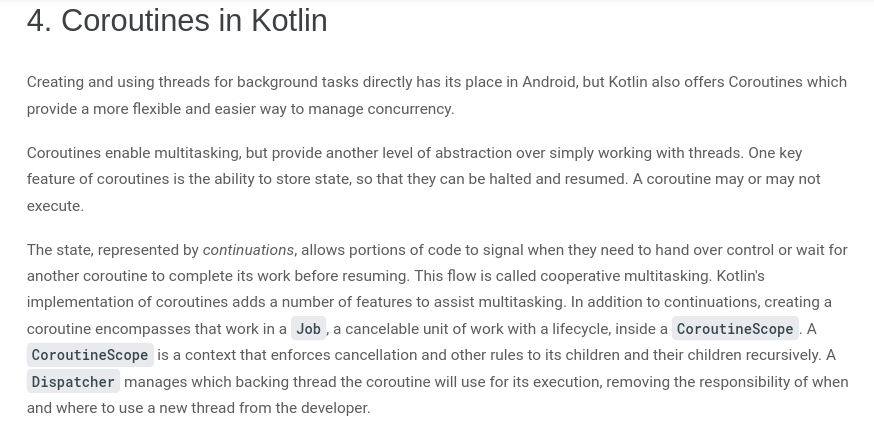 4. Coroutines in Kotlin
Creating and using threads for background tasks directly has its place in Android, but Kotlin also offers Coroutines which
provide a more flexible and easier way to manage concurrency.
Coroutines enable multitasking, but provide another level of abstraction over simply working with threads. One key
feature of coroutines is the ability to store state, so that they can be halted and resumed. A coroutine may or may not
execute.
The state, represented by continuations, allows portions of code to signal when they need to hand over control or wait for
another coroutine to complete its work before resuming. This flow is called cooperative multitasking. Kotlin's
implementation of coroutines adds a number of features to assist multitasking. In addition to continuations, creating a
coroutine encompasses that work in a Job, a cancelable unit of work with a lifecycle, inside a CoroutineScope. A
CoroutineScope is a context that enforces cancellation and other rules to its children and their children recursively. A
Dispatcher manages which backing thread the coroutine will use for its execution, removing the responsibility of when
and where to use a new thread from the developer.